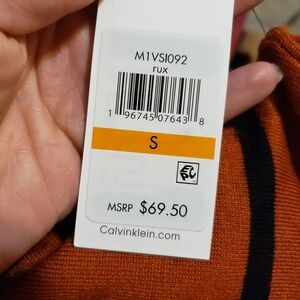 M1VSI092
rux
1 96745 07643 8
S
MSRP $69.50
Calvinklein.com